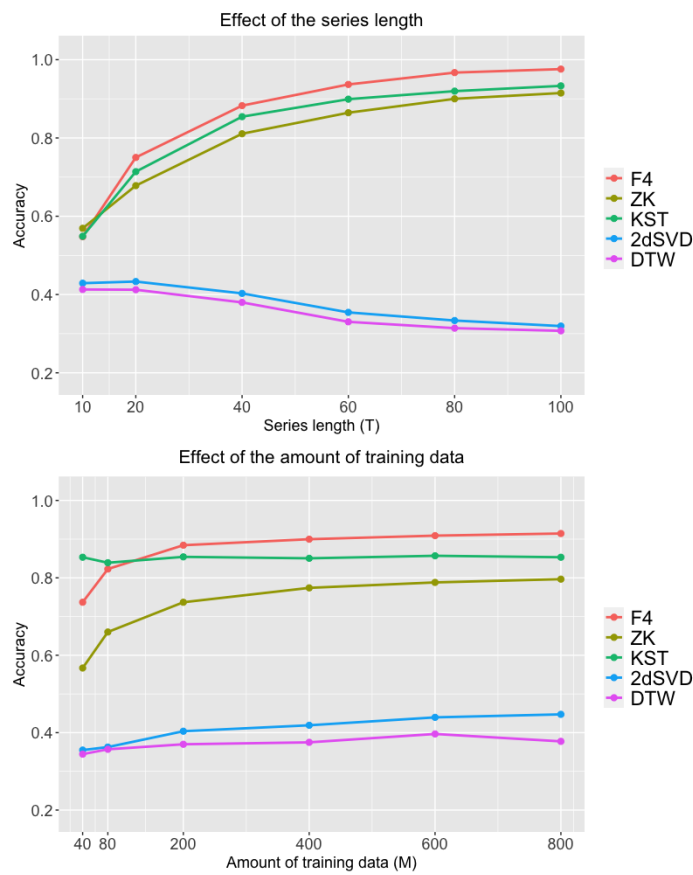 Effect of the series length
1.0
0.8
0.6
0.4
0.2
Accuracy
10 20 40 60 80 100
Series length (T)
F4
ZK
KST
2dSVD
DTW
Effect of the amount of training data
1.0
0.8
0.6
0.4
0.2
Accuracy
40 80 200 400 600 800
Amount of training data (M)
F4
ZK
KST
2dSVD
DTW